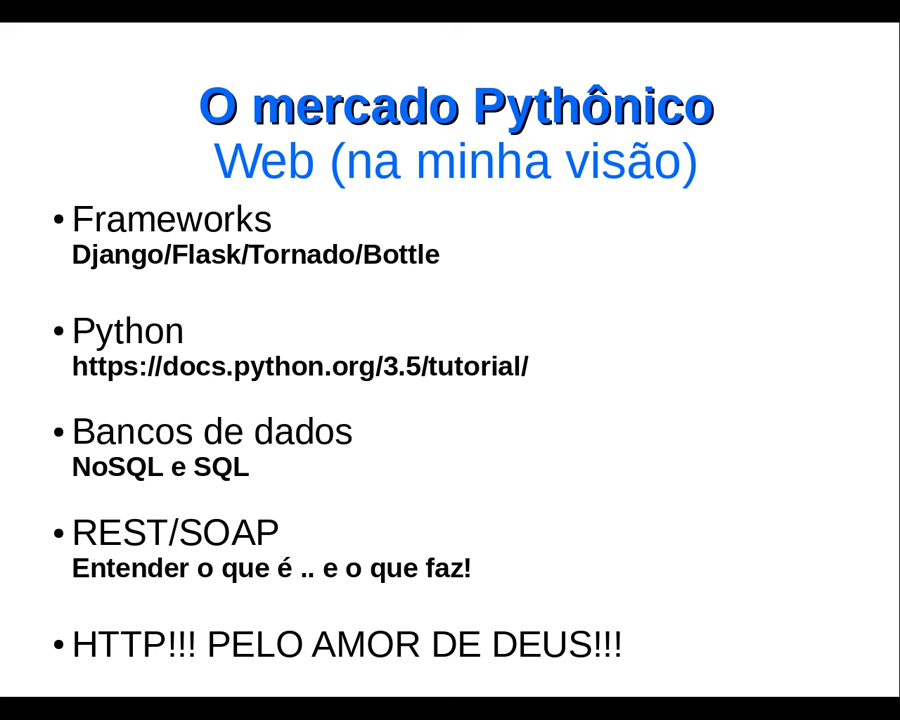 O mercado Pythônico
Web (na minha visão)
• Frameworks
Django/Flask/Tornado/Bottle
• Python
https://docs.python.org/3.5/tutorial/
• Bancos de dados
NoSQL e SQL
• REST/SOAP
Entender o que é .. e o que faz!
• HTTP!!! PELO AMOR DE DEUS!!!